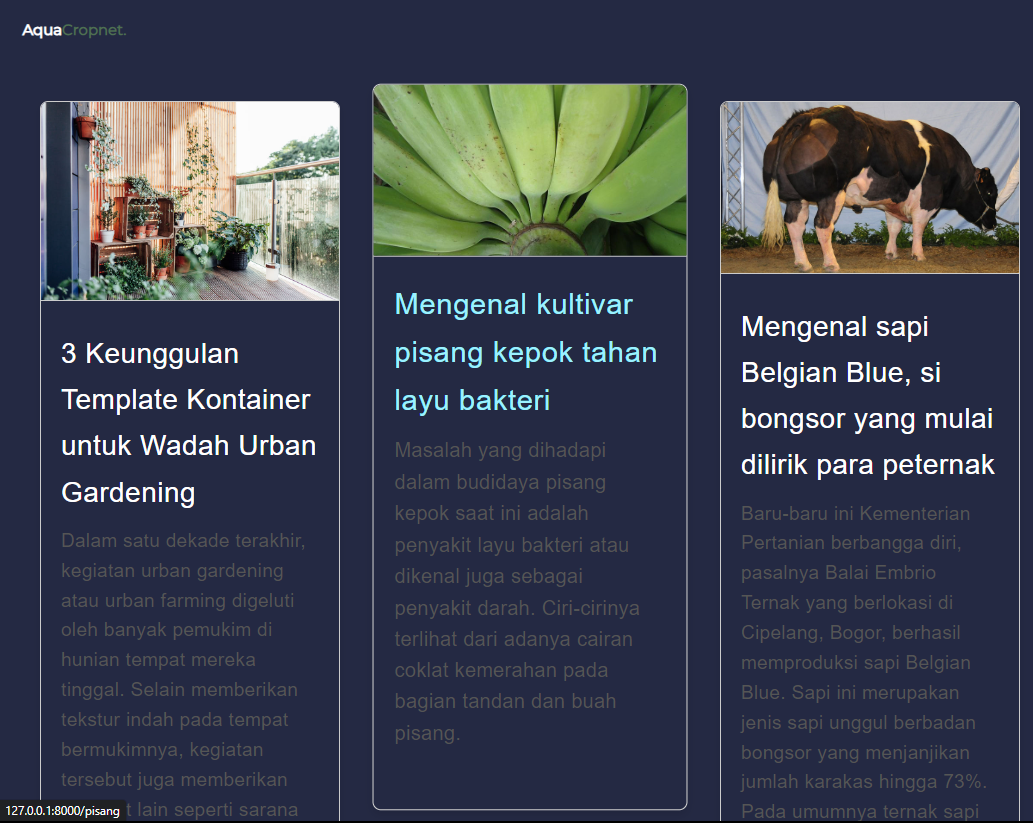 AquaCropnet.
3 Keunggulan
Template Kontainer
untuk Wadah Urban
Gardening
Dalam satu dekade terakhir,
kegiatan urban gardening
atau urban farming digeluti
oleh banyak pemukim di
hunian tempat mereka
tinggal. Selain memberikan
tekstur indah pada tempat
bermukimnya, kegiatan
tersebut juga memberikan
lain seperti sarana
Mengenal kultivar
pisang kepok tahan
layu bakteri
Masalah yang dihadapi
dalam budidaya pisang
kepok saat ini adalah
penyakit layu bakteri atau
dikenal juga sebagai
penyakit darah. Ciri-cirinya
terlihat dari adanya cairan
coklat kemerahan pada
bagian tandan dan buah
pisang.
Mengenal sapi
Belgian Blue, si
bongsor yang mulai
dilirik para peternak
Baru-baru ini Kementerian
Pertanian berbangga diri,
pasalnya Balai Embrio
Ternak yang berlokasi di
Cipelang, Bogor, berhasil
memproduksi sapi Belgian
Blue. Sapi ini merupakan
jenis sapi unggul berbadan
bongsor yang menjanjikan
jumlah karakas hingga 73%.
Pada umumnya ternak sapi
127.0.0.1:8000/pisang